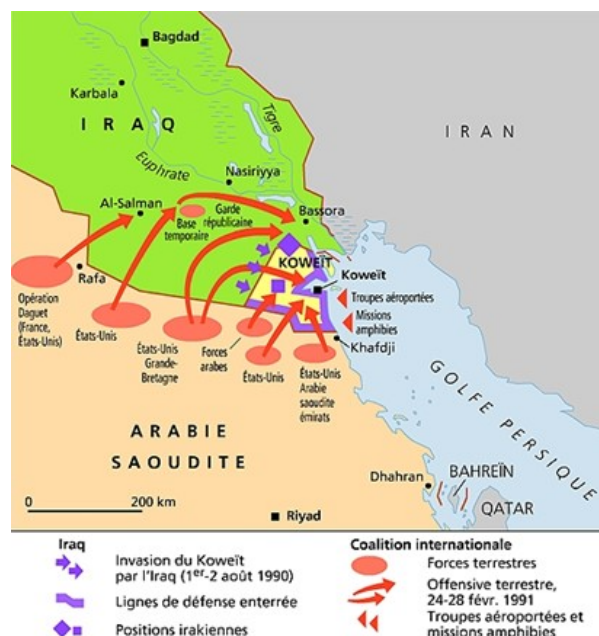 Bagdad
Karbala
IRAQ
Tigre
IRAN
Euphrate
Nasiriyya
Al-Salman
Garde
républicaine
Base
temporaire
Bassora
KOWEÏT
Koweït
Rafa
Opération
Daguet
(France,
États-Unis)
États-Unis
États-Unis
Grande-
Bretagne
Forces
arabes
États-Unis
États-Unis
Arabie
saoudite
émirats
Troupes aéroportées
Missions
amphibies
Khafdji
GOLFE PERSIQUE
ARABIE
SAOUDITE
Dhahran
BAHREÏN
QATAR
0 200 km
Riyad
Iraq
Invasion du Koweït
par l'Iraq (1er-2 août 1990)
Lignes de défense enterrée
Positions irakiennes
Coalition internationale
Forces terrestres
Offensive terrestre,
24-28 févr. 1991
Troupes aéroportées et
missions amphibies